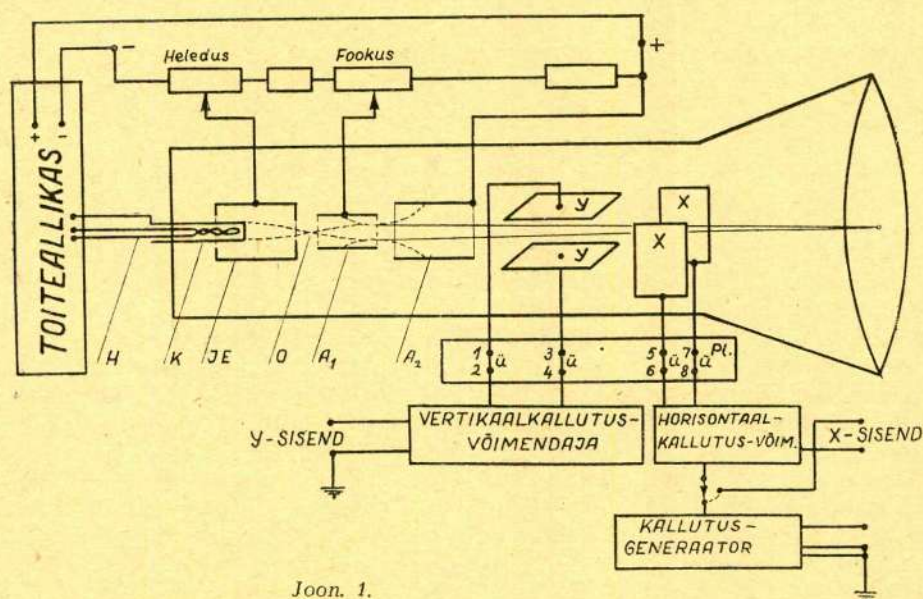 +
−
Heledus
Fookus
TOITEALLIKAS
+ -
Y
Y
X
X
H K JE O A₁ A₂
1 ü 3 ü 5 ü 7 ü Pl.
2 4 6 8
Y-SISEND
VERTIKAALKALLUTUS-
VÕIMENDAJA
HORISONTAAL-
KALLUTUS-VÕIM.
X-SISEND
KALLUTUS-
GENERAATOR
Joon. 1.